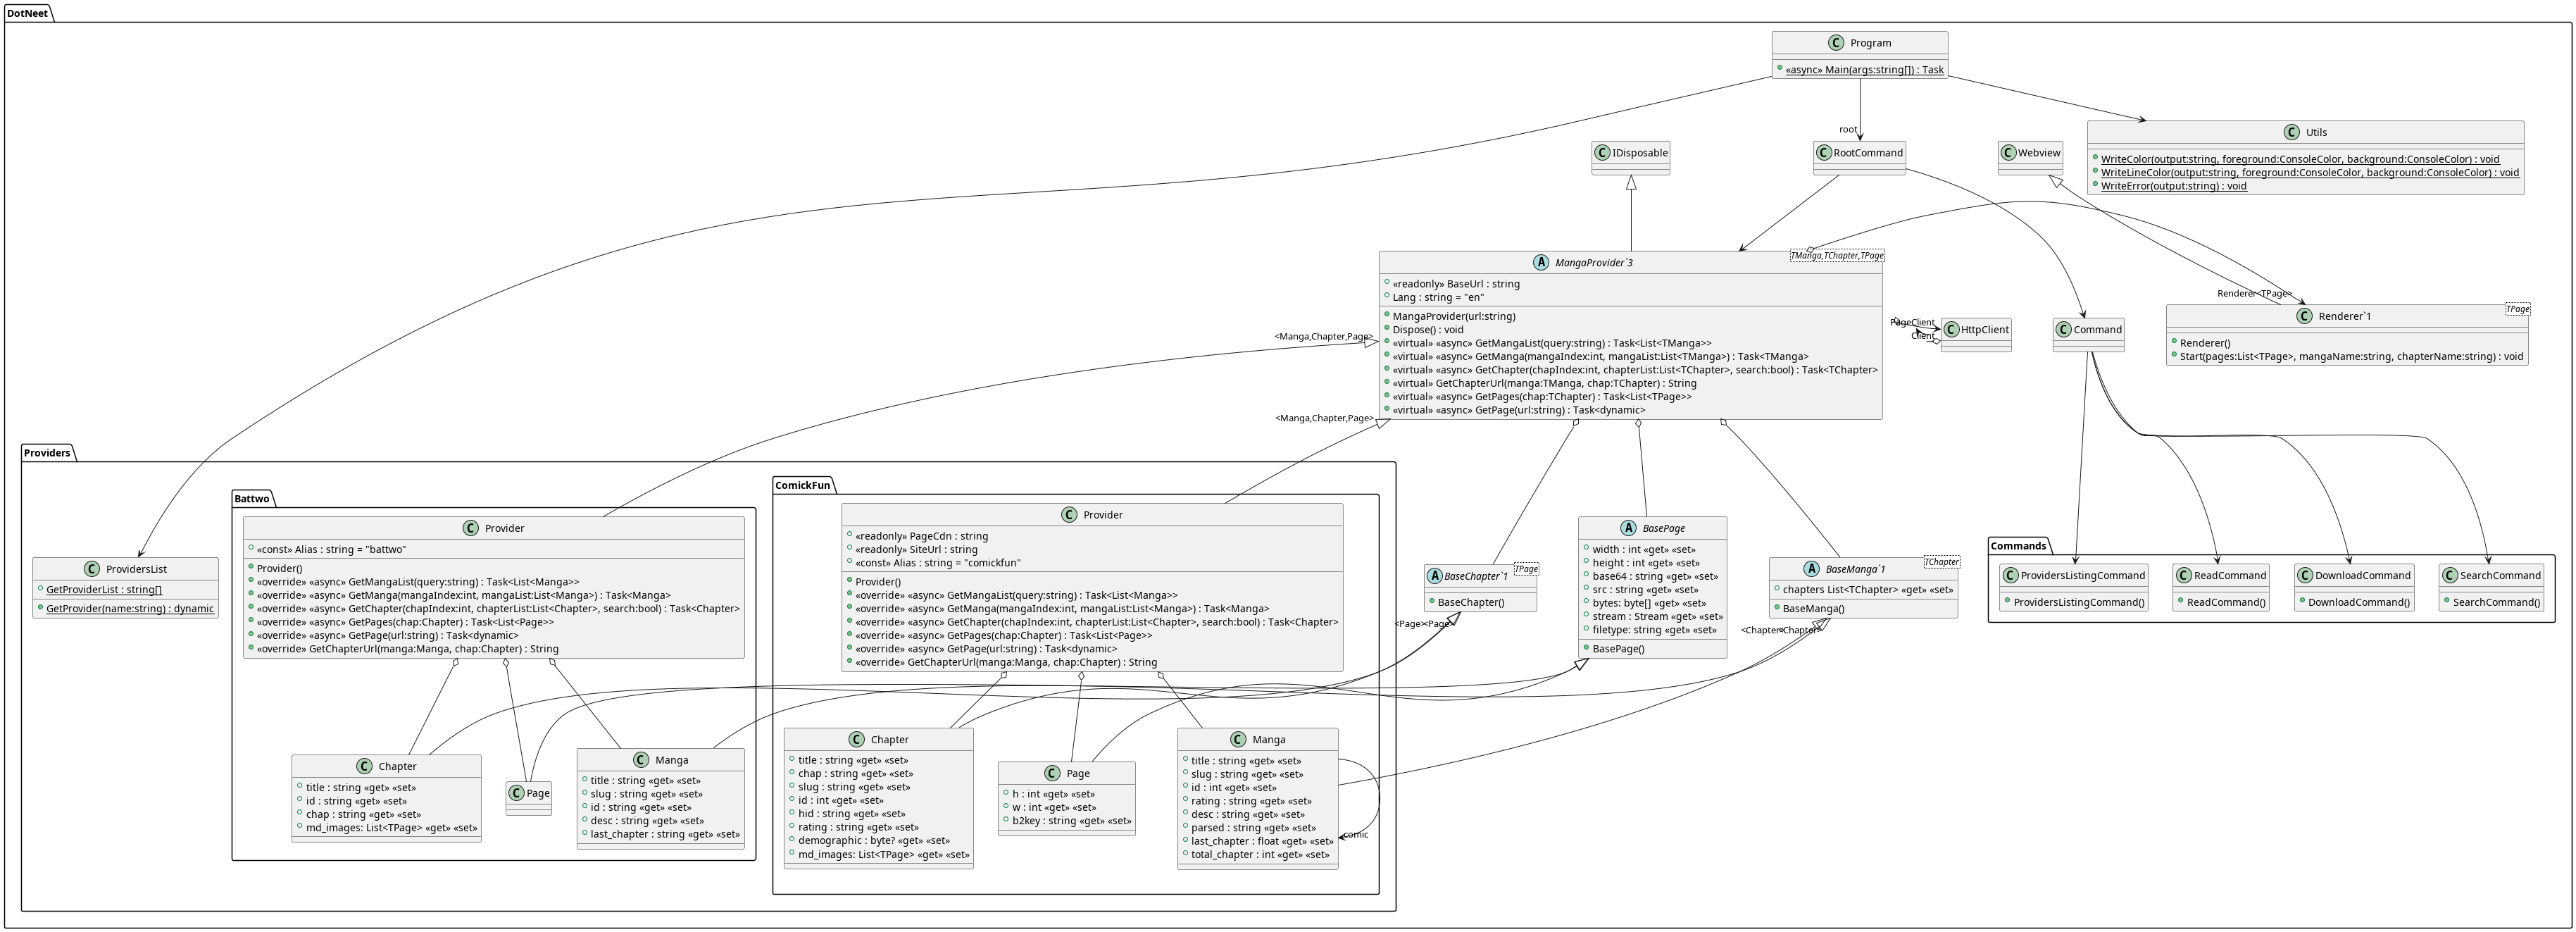 DotNeet
C Program
«async» Main(args:string[]) : Task
root
C IDisposable
C RootCommand
C Webview
C Utils
WriteColor(output:string, foreground:ConsoleColor, background:ConsoleColor) : void
WriteLineColor(output:string, foreground:ConsoleColor, background:ConsoleColor) : void
WriteError(output:string) : void
A MangaProvider`3
TManga,TChapter,TPage
«readonly» BaseUrl : string
Lang : string = "en"
MangaProvider(url:string)
Dispose() : void
«virtual» «async» GetMangaList(query:string) : Task<List<TManga>>
«virtual» «async» GetManga(mangaIndex:int, mangaList:List<TManga>) : Task<TManga>
«virtual» «async» GetChapter(chapIndex:int, chapterList:List<TChapter>, search:bool) : Task<TChapter>
«virtual» GetChapterUrl(manga:TManga, chap:TChapter) : String
«virtual» «async» GetPages(chap:TChapter) : Task<List<TPage>>
«virtual» «async» GetPage(url:string) : Task<dynamic>
<Manga,Chapter,Page>
<Manga,Chapter,Page>
PageClient
Client
C HttpClient
C Command
Renderer<TPage>
C Renderer`1
TPage
Renderer()
Start(pages:List<TPage>, mangaName:string, chapterName:string) : void
Providers
C ProvidersList
GetProviderList : string[]
GetProvider(name:string) : dynamic
Battwo
C Provider
«const» Alias : string = "battwo"
Provider()
«override» «async» GetMangaList(query:string) : Task<List<Manga>>
«override» «async» GetManga(mangaIndex:int, mangaList:List<Manga>) : Task<Manga>
«override» «async» GetChapter(chapIndex:int, chapterList:List<Chapter>, search:bool) : Task<Chapter>
«override» «async» GetPages(chap:Chapter) : Task<List<Page>>
«override» «async» GetPage(url:string) : Task<dynamic>
«override» GetChapterUrl(manga:Manga, chap:Chapter) : String
C Chapter
title : string «get» «set»
id : string «get» «set»
chap : string «get» «set»
md_images: List<TPage> «get» «set»
C Page
C Manga
title : string «get» «set»
slug : string «get» «set»
id : string «get» «set»
desc : string «get» «set»
last_chapter : string «get» «set»
ComickFun
C Provider
«readonly» PageCdn : string
«readonly» SiteUrl : string
«const» Alias : string = "comickfun"
Provider()
«override» «async» GetMangaList(query:string) : Task<List<Manga>>
«override» «async» GetManga(mangaIndex:int, mangaList:List<Manga>) : Task<Manga>
«override» «async» GetChapter(chapIndex:int, chapterList:List<Chapter>, search:bool) : Task<Chapter>
«override» «async» GetPages(chap:Chapter) : Task<List<Page>>
«override» «async» GetPage(url:string) : Task<dynamic>
«override» GetChapterUrl(manga:Manga, chap:Chapter) : String
C Chapter
title : string «get» «set»
chap : string «get» «set»
slug : string «get» «set»
id : int «get» «set»
hid : string «get» «set»
rating : string «get» «set»
demographic : byte? «get» «set»
md_images: List<TPage> «get» «set»
C Page
h : int «get» «set»
w : int «get» «set»
b2key : string «get» «set»
C Manga
title : string «get» «set»
slug : string «get» «set»
id : int «get» «set»
rating : string «get» «set»
desc : string «get» «set»
parsed : string «get» «set»
last_chapter : float «get» «set»
total_chapter : int «get» «set»
comic
A BaseChapter`1
TPage
BaseChapter()
<Page>
<Page>
A BasePage
width : int «get» «set»
height : int «get» «set»
base64 : string «get» «set»
src : string «get» «set»
bytes: byte[] «get» «set»
stream : Stream «get» «set»
filetype: string «get» «set»
BasePage()
A BaseManga`1
TChapter
chapters List<TChapter> «get» «set»
BaseManga()
<Chapter>
<Chapter>
Commands
C ProvidersListingCommand
ProvidersListingCommand()
C ReadCommand
ReadCommand()
C DownloadCommand
DownloadCommand()
C SearchCommand
SearchCommand()